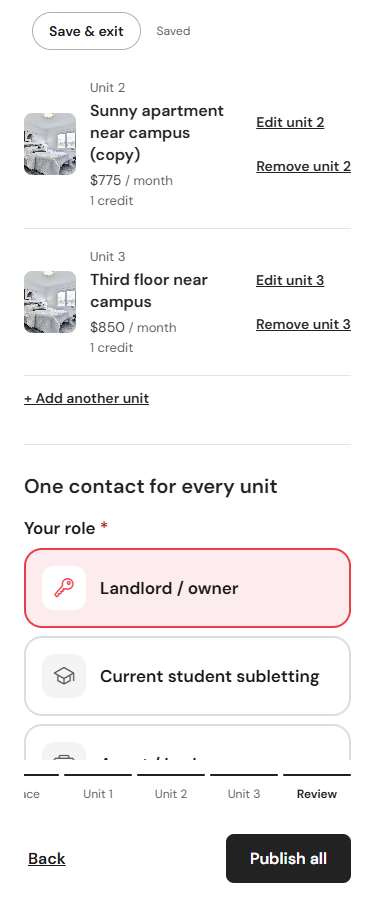 Save & exit
Saved
Unit 2
Sunny apartment
near campus
(copy)
$775 / month
1 credit
Edit unit 2
Remove unit 2
Unit 3
Third floor near
campus
$850 / month
1 credit
Edit unit 3
Remove unit 3
+ Add another unit
One contact for every unit
Your role *
Landlord / owner
Current student subletting
ace
Unit 1
Unit 2
Unit 3
Review
Back
Publish all